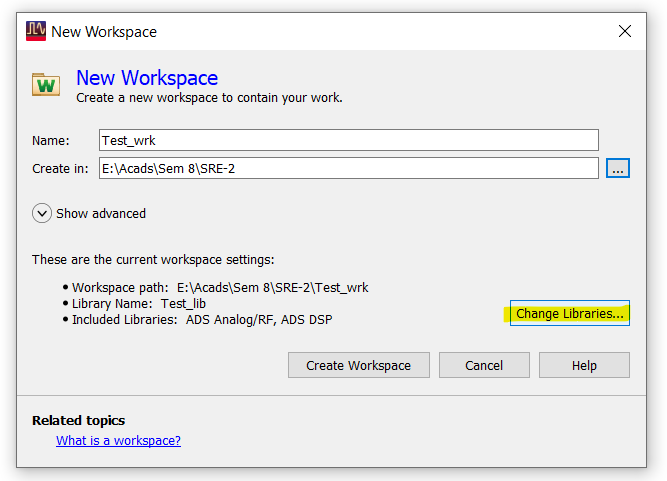 New Workspace
W
New Workspace
Create a new workspace to contain your work.
Name: Test_wrk
Create in: E:\Acads\Sem 8\SRE-2 ...
Show advanced
These are the current workspace settings:
• Workspace path: E:\Acads\Sem 8\SRE-2\Test_wrk
• Library Name: Test_lib
• Included Libraries: ADS Analog/RF, ADS DSP
Change Libraries...
Create Workspace Cancel Help
Related topics
What is a workspace?